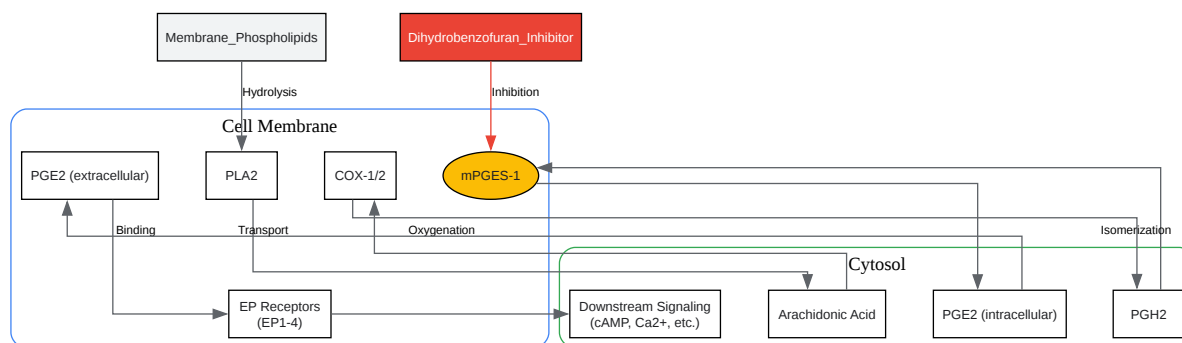 Membrane_Phospholipids
Dihydrobenzofuran_Inhibitor
Hydrolysis
Inhibition
Cell Membrane
PGE2 (extracellular)
PLA2
COX-1/2
mPGES-1
Binding
Transport
Oxygenation
Isomerization
Cytosol
EP Receptors
(EP1-4)
Downstream Signaling
(cAMP, Ca2+, etc.)
Arachidonic Acid
PGE2 (intracellular)
PGH2